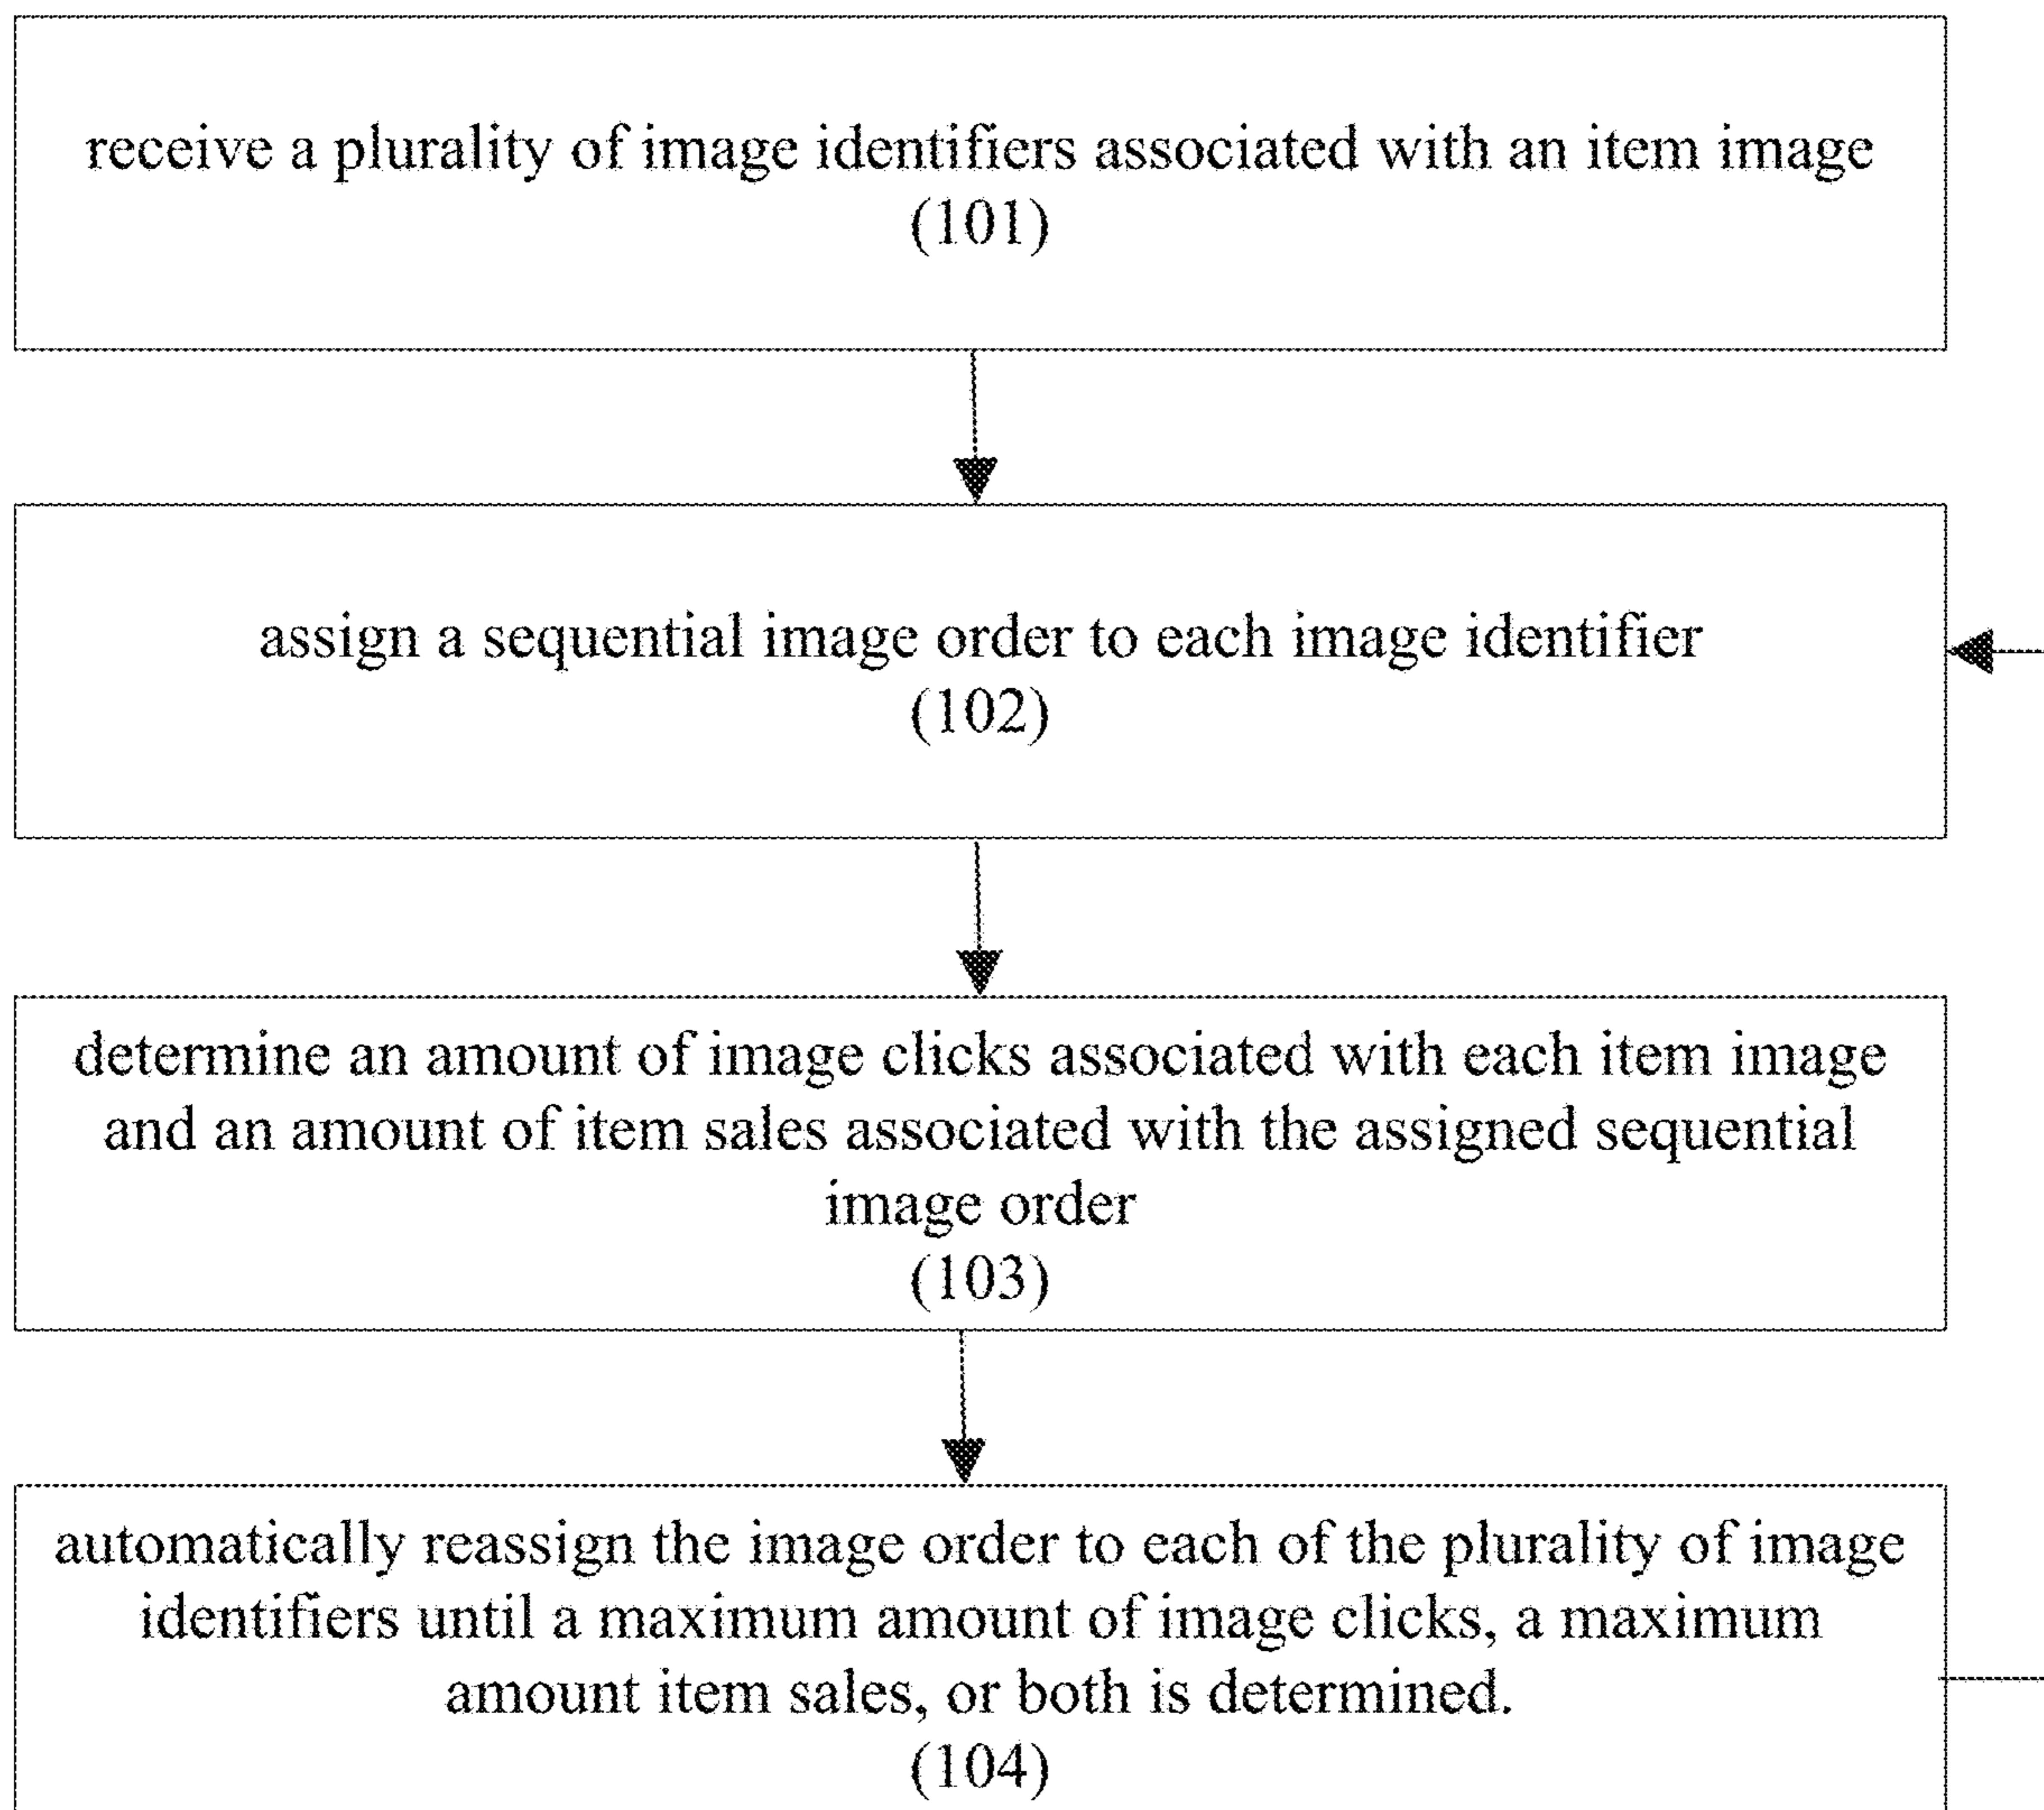 receive a plurality of image identifiers associated with an item image
(101)
assign a sequential image order to each image identifier
(102)
determine an amount of image clicks associated with each item image
and an amount of item sales associated with the assigned sequential
image order
(103)
automatically reassign the image order to each of the plurality of image
identifiers until a maximum amount of image clicks, a maximum
amount item sales, or both is determined.
(104)